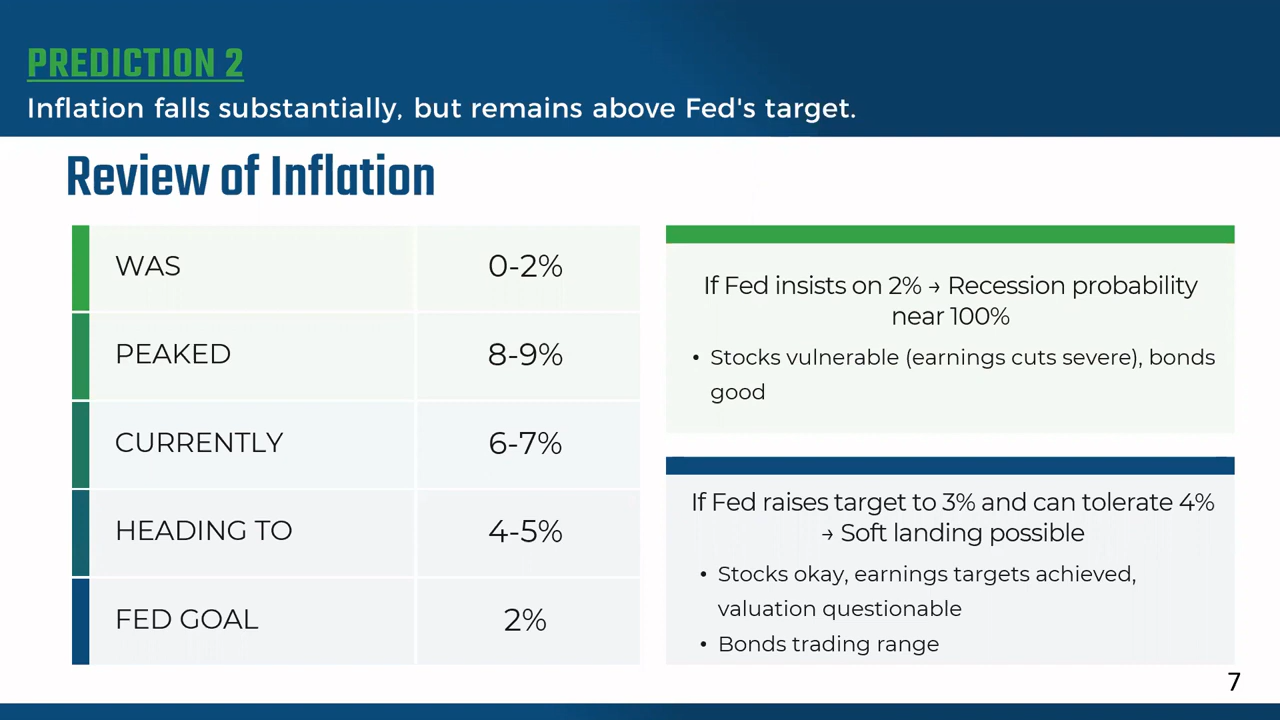 PREDICTION 2
Inflation falls substantially, but remains above Fed's target.
Review of Inflation
WAS 0-2%
PEAKED 8-9%
CURRENTLY 6-7%
HEADING TO 4-5%
FED GOAL 2%
If Fed insists on 2% → Recession probability
near 100%
• Stocks vulnerable (earnings cuts severe), bonds
good
If Fed raises target to 3% and can tolerate 4%
→ Soft landing possible
• Stocks okay, earnings targets achieved,
valuation questionable
• Bonds trading range
7